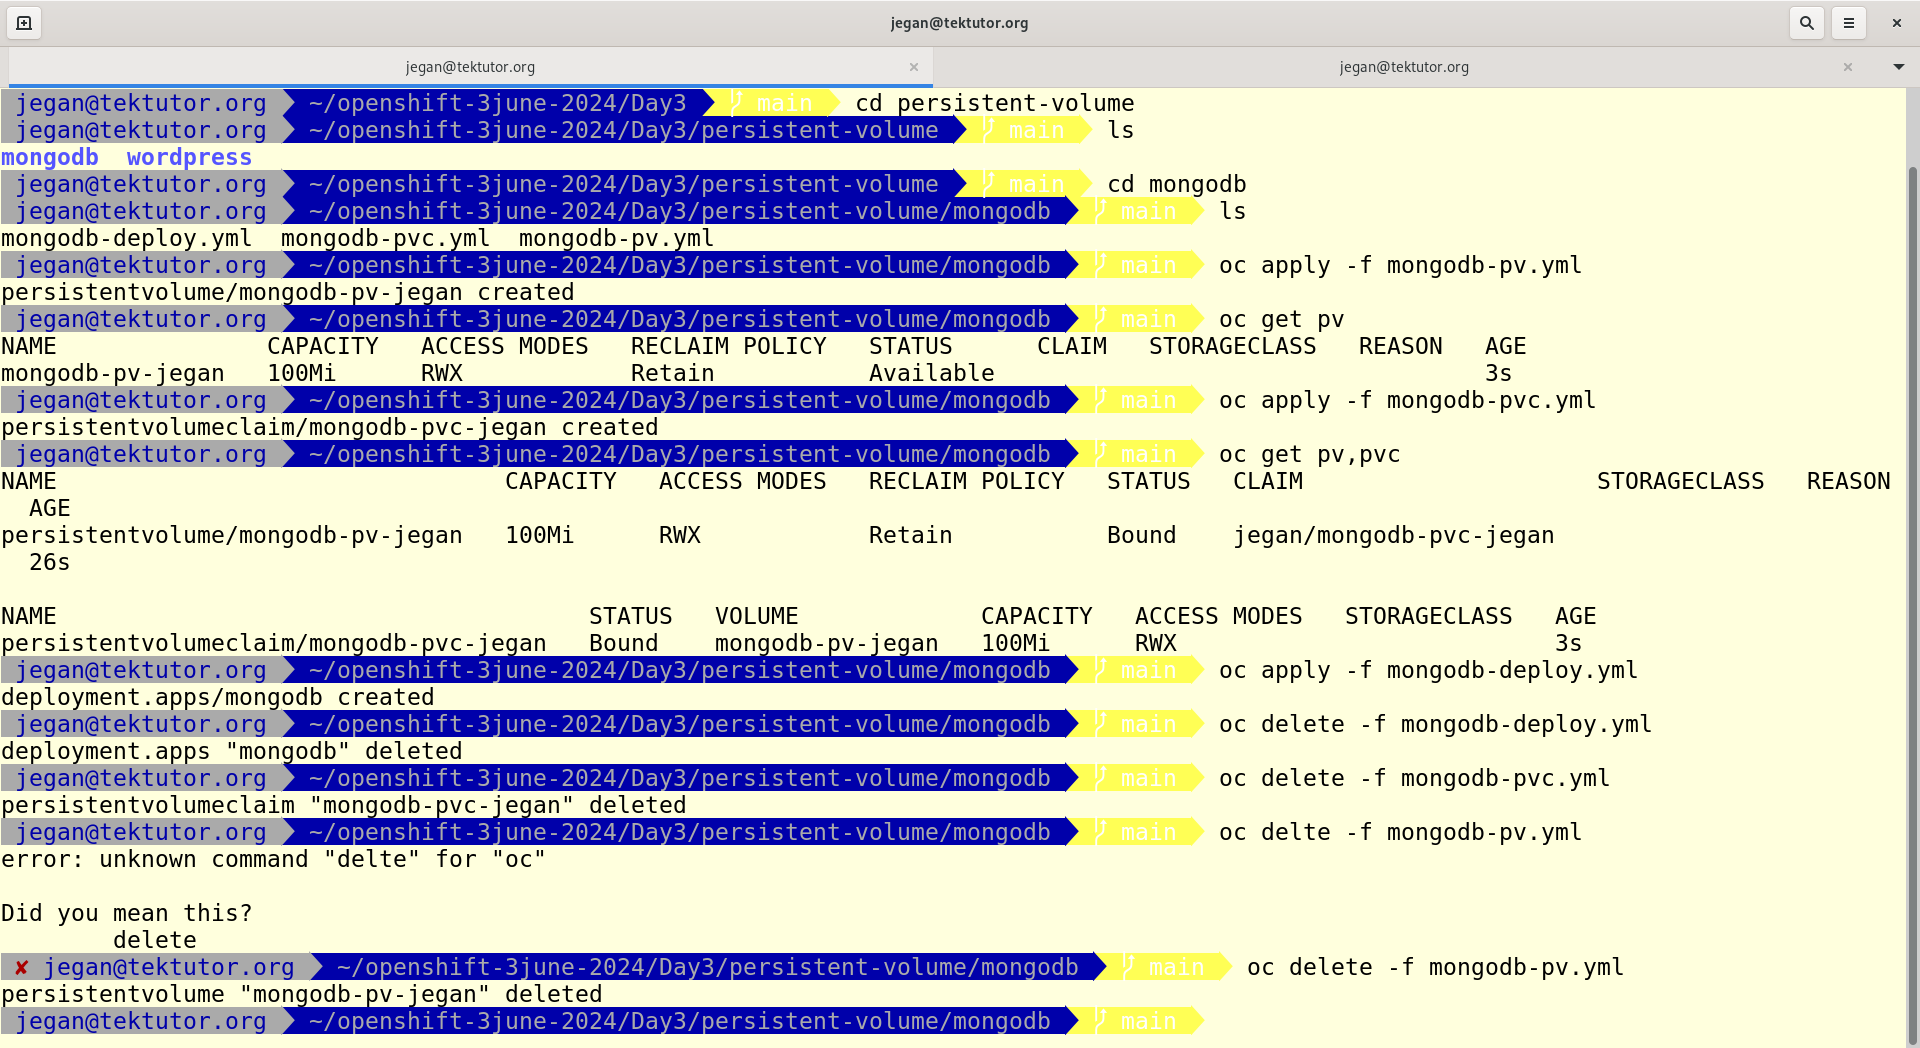 jegan@tektutor.org
jegan@tektutor.org × jegan@tektutor.org ×
jegan@tektutor.org ~/openshift-3june-2024/Day3 main cd persistent-volume
jegan@tektutor.org ~/openshift-3june-2024/Day3/persistent-volume main ls
mongodb wordpress
jegan@tektutor.org ~/openshift-3june-2024/Day3/persistent-volume main cd mongodb
jegan@tektutor.org ~/openshift-3june-2024/Day3/persistent-volume/mongodb main ls
mongodb-deploy.yml mongodb-pvc.yml mongodb-pv.yml
jegan@tektutor.org ~/openshift-3june-2024/Day3/persistent-volume/mongodb main oc apply -f mongodb-pv.yml
persistentvolume/mongodb-pv-jegan created
jegan@tektutor.org ~/openshift-3june-2024/Day3/persistent-volume/mongodb main oc get pv
NAME CAPACITY ACCESS MODES RECLAIM POLICY STATUS CLAIM STORAGECLASS REASON AGE
mongodb-pv-jegan 100Mi RWX Retain Available 3s
jegan@tektutor.org ~/openshift-3june-2024/Day3/persistent-volume/mongodb main oc apply -f mongodb-pvc.yml
persistentvolumeclaim/mongodb-pvc-jegan created
jegan@tektutor.org ~/openshift-3june-2024/Day3/persistent-volume/mongodb main oc get pv,pvc
NAME CAPACITY ACCESS MODES RECLAIM POLICY STATUS CLAIM STORAGECLASS REASON
AGE
persistentvolume/mongodb-pv-jegan 100Mi RWX Retain Bound jegan/mongodb-pvc-jegan
26s
NAME STATUS VOLUME CAPACITY ACCESS MODES STORAGECLASS AGE
persistentvolumeclaim/mongodb-pvc-jegan Bound mongodb-pv-jegan 100Mi RWX 3s
jegan@tektutor.org ~/openshift-3june-2024/Day3/persistent-volume/mongodb main oc apply -f mongodb-deploy.yml
deployment.apps/mongodb created
jegan@tektutor.org ~/openshift-3june-2024/Day3/persistent-volume/mongodb main oc delete -f mongodb-deploy.yml
deployment.apps "mongodb" deleted
jegan@tektutor.org ~/openshift-3june-2024/Day3/persistent-volume/mongodb main oc delete -f mongodb-pvc.yml
persistentvolumeclaim "mongodb-pvc-jegan" deleted
jegan@tektutor.org ~/openshift-3june-2024/Day3/persistent-volume/mongodb main oc delte -f mongodb-pv.yml
error: unknown command "delte" for "oc"
Did you mean this?
delete
✘ jegan@tektutor.org ~/openshift-3june-2024/Day3/persistent-volume/mongodb main oc delete -f mongodb-pv.yml
persistentvolume "mongodb-pv-jegan" deleted
jegan@tektutor.org ~/openshift-3june-2024/Day3/persistent-volume/mongodb main